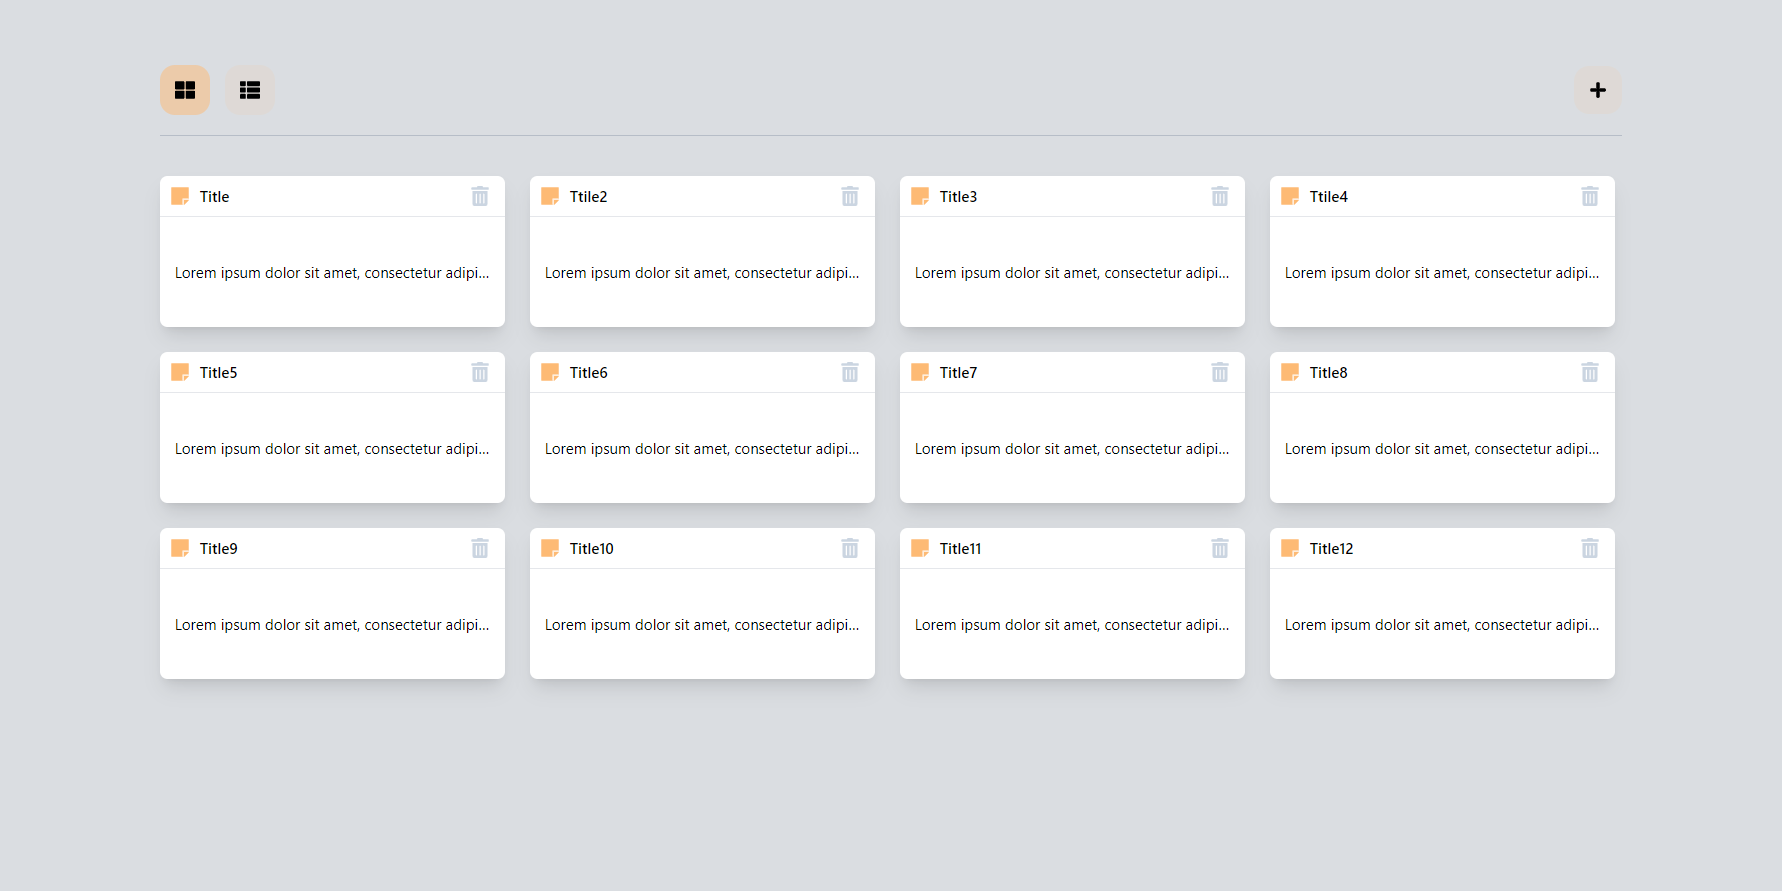 Title
Ttile2
Title3
Ttile4
Lorem ipsum dolor sit amet, consectetur adipi...
Lorem ipsum dolor sit amet, consectetur adipi...
Lorem ipsum dolor sit amet, consectetur adipi...
Lorem ipsum dolor sit amet, consectetur adipi...
Title5
Title6
Title7
Title8
Lorem ipsum dolor sit amet, consectetur adipi...
Lorem ipsum dolor sit amet, consectetur adipi...
Lorem ipsum dolor sit amet, consectetur adipi...
Lorem ipsum dolor sit amet, consectetur adipi...
Title9
Title10
Title11
Title12
Lorem ipsum dolor sit amet, consectetur adipi...
Lorem ipsum dolor sit amet, consectetur adipi...
Lorem ipsum dolor sit amet, consectetur adipi...
Lorem ipsum dolor sit amet, consectetur adipi...